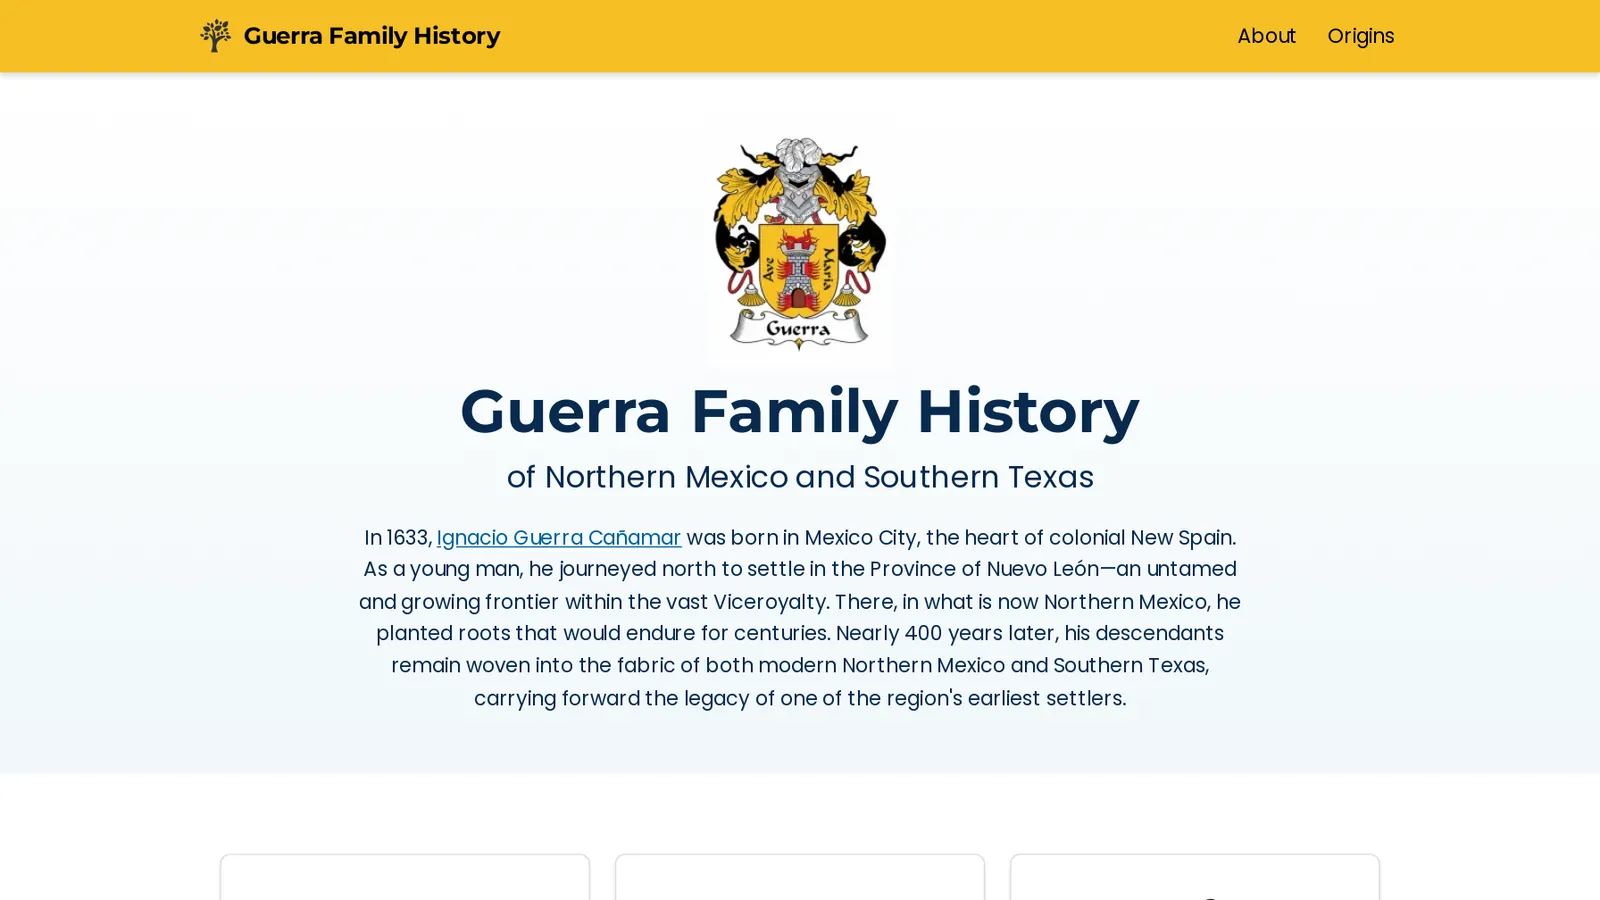 Guerra Family History
About
Origins
Ave Maria
Guerra
Guerra Family History
of Northern Mexico and Southern Texas
In 1633, Ignacio Guerra Cañamar was born in Mexico City, the heart of colonial New Spain.
As a young man, he journeyed north to settle in the Province of Nuevo León—an untamed
and growing frontier within the vast Viceroyalty. There, in what is now Northern Mexico, he
planted roots that would endure for centuries. Nearly 400 years later, his descendants
remain woven into the fabric of both modern Northern Mexico and Southern Texas,
carrying forward the legacy of one of the region's earliest settlers.